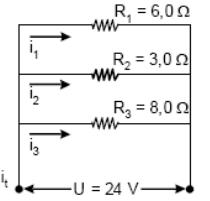 R₁ = 6,0 Ω
i₁
R₂ = 3,0 Ω
i₂
R₃ = 8,0 Ω
i₃
iₜ
U = 24 V